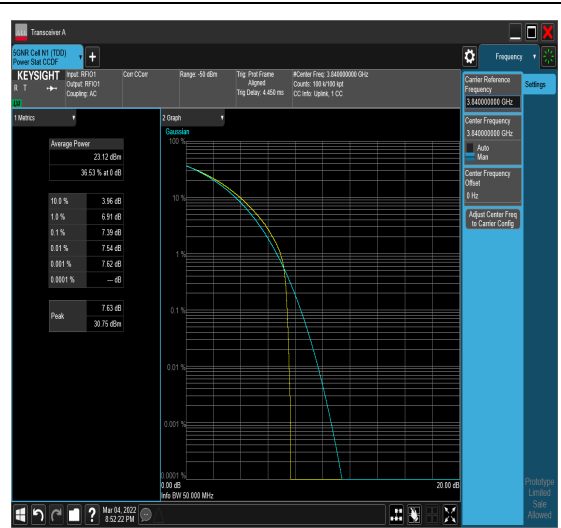 Transceiver A
5GNR Cell N1 (TDD)
Power Stat CCDF
Frequency
KEYSIGHT
R T
LV
Input: RFIO1
Output: RFIO1
Coupling: AC
Corr CCorr
Range: -50 dBm
Trig: Prot Frame
Aligned
Trig Delay: 4.450 ms
#Center Freq: 3.840000000 GHz
Counts: 100 k/100 kpt
CC Info: Uplink, 1 CC
Carrier Reference
Frequency
3.840000000 GHz
Settings
Center Frequency
3.840000000 GHz
Auto
Man
Center Frequency
Offset
0 Hz
Adjust Center Freq
to Carrier Config
1 Metrics
Average Power
23.12 dBm
36.53 % at 0 dB
10.0 % 3.96 dB
1.0 % 6.91 dB
0.1 % 7.39 dB
0.01 % 7.54 dB
0.001 % 7.62 dB
0.0001 % --- dB
Peak
7.63 dB
30.75 dBm
2 Graph
Gaussian
100 %
10 %
1 %
0.1 %
0.01 %
0.001 %
0.0001 %
0.00 dB
20.00 dB
Info BW 50.000 MHz
Mar 04, 2022
8:52:22 PM
Prototype
Limited
Sale
Allowed